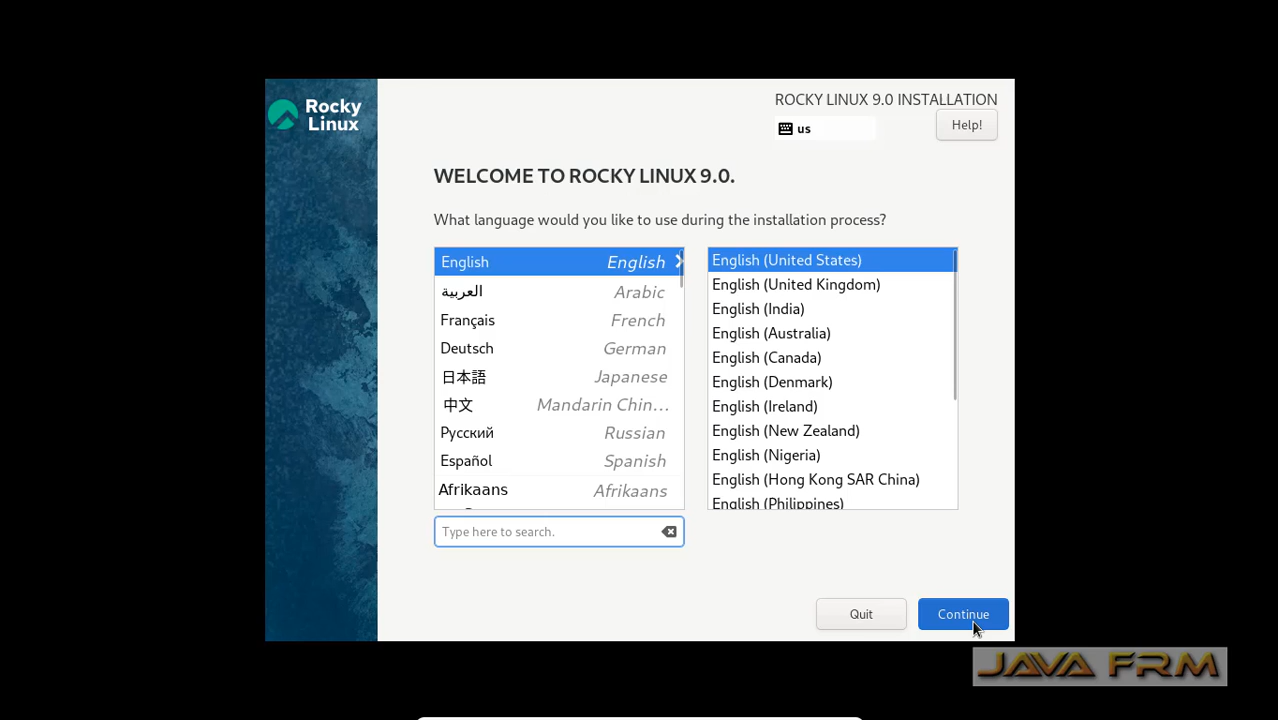 Rocky
Linux
ROCKY LINUX 9.0 INSTALLATION
us
Help!
WELCOME TO ROCKY LINUX 9.0.
What language would you like to use during the installation process?
English English
العربية Arabic
Français French
Deutsch German
日本語 Japanese
中文 Mandarin Chin...
Русский Russian
Español Spanish
Afrikaans Afrikaans
English (United States)
English (United Kingdom)
English (India)
English (Australia)
English (Canada)
English (Denmark)
English (Ireland)
English (New Zealand)
English (Nigeria)
English (Hong Kong SAR China)
English (Philippines)
Type here to search.
Quit
Continue
JAVA FRM